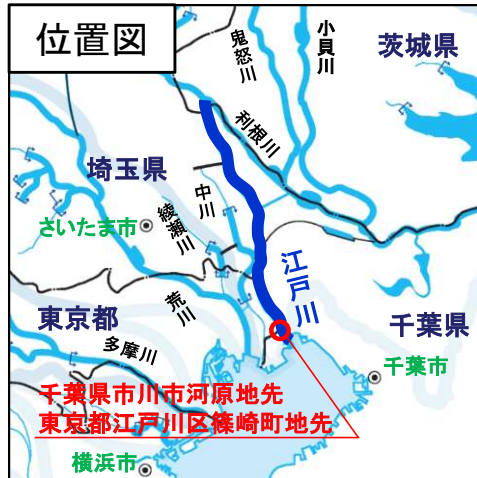 位置図
鬼怒川
小貝川
茨城県
利根川
埼玉県
中川
綾瀬川
さいたま市
江戸川
荒川
東京都
千葉県
多摩川
千葉市
千葉県市川市河原地先
東京都江戸川区篠崎町地先
横浜市